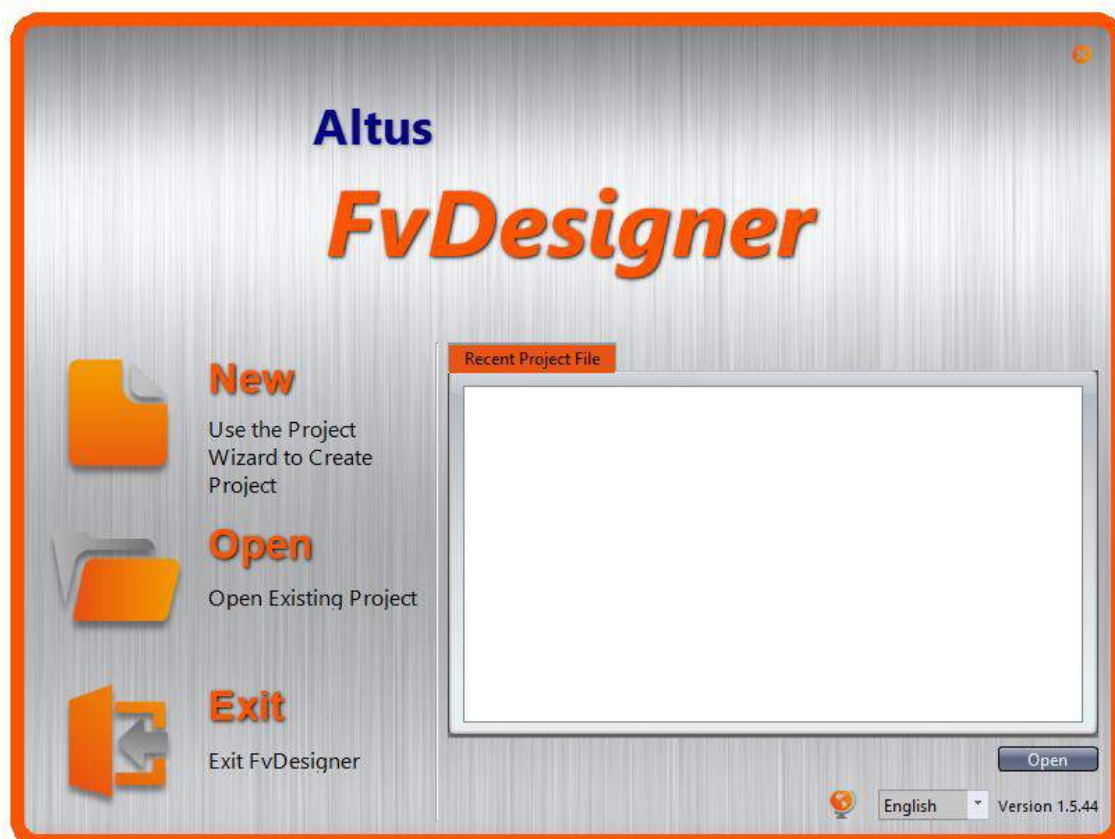 Altus
FvDesigner
New
Use the Project
Wizard to Create
Project
Open
Open Existing Project
Exit
Exit FvDesigner
Recent Project File
Open
English
Version 1.5.44